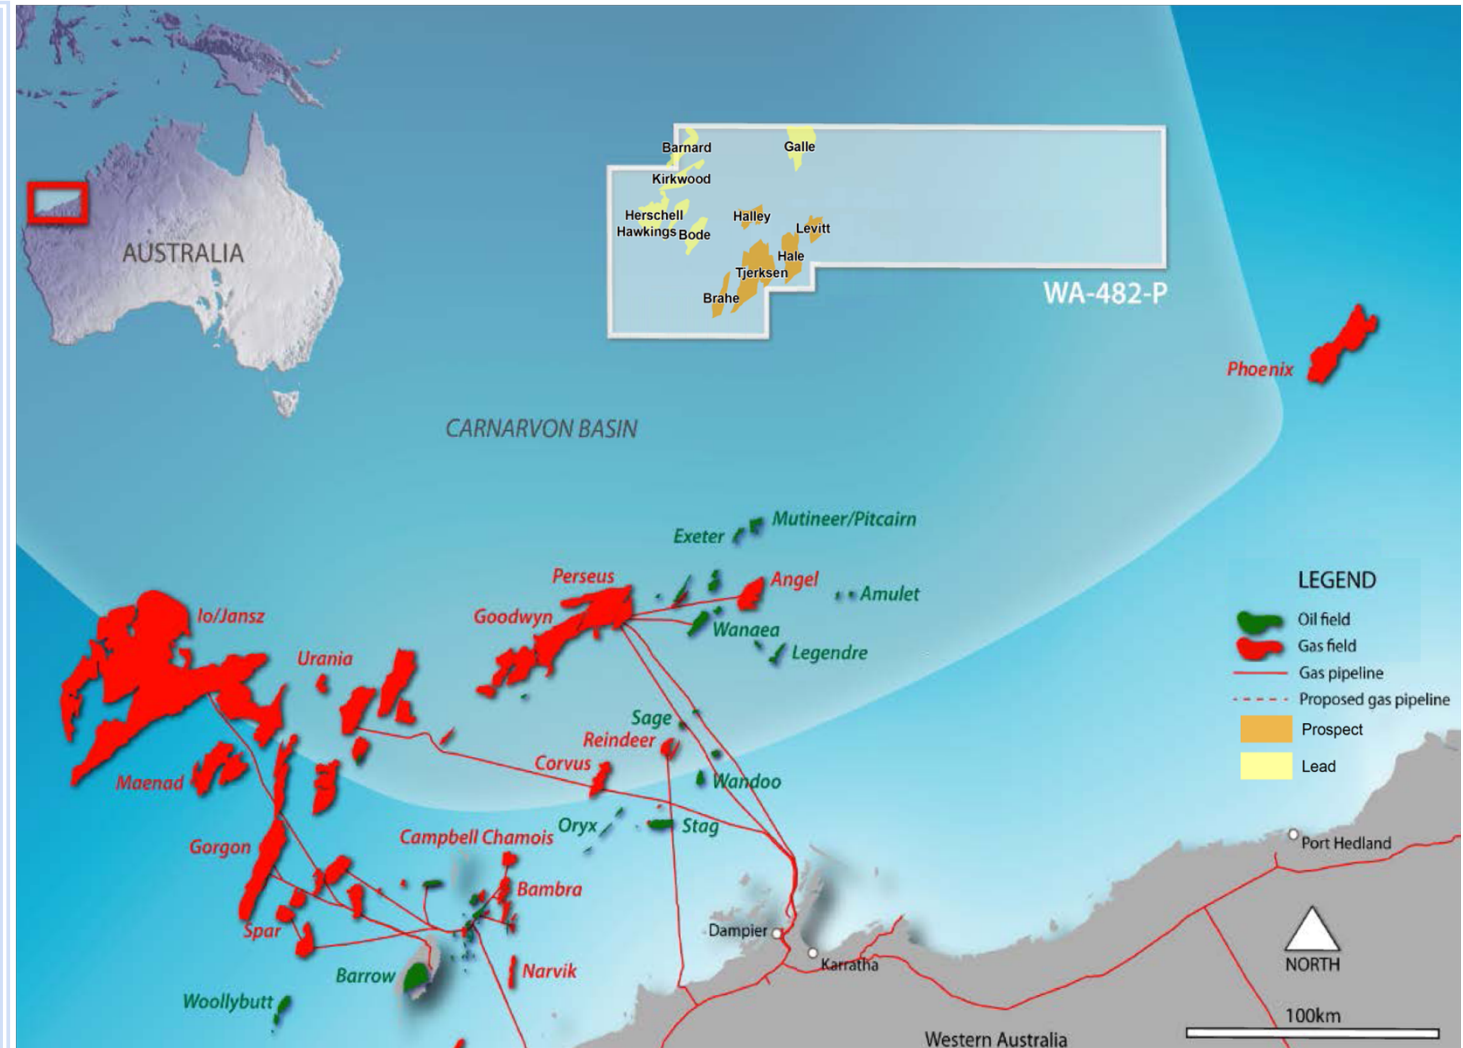 Barnard
Galle
Kirkwood
Herschell
Halley
Hawkings
Bode
Levitt
AUSTRALIA
Hale
Tjerksen
Brahe
WA-482-P
Phoenix
CARNARVON BASIN
Mutineer/Pitcairn
Exeter
Perseus
Angel
LEGEND
Amulet
Io/Jansz
Goodwyn
Oil field
Wanaea
Gas field
Urania
Legendre
Gas pipeline
Proposed gas pipeline
Sage
Prospect
Reindeer
Corvus
Lead
Maenad
Wandoo
Oryx
Stag
Campbell Chamois
Gorgon
Port Hedland
Bambra
Spar
Dampier
Karratha
NORTH
Barrow
Narvik
Woollybutt
100km
Western Australia